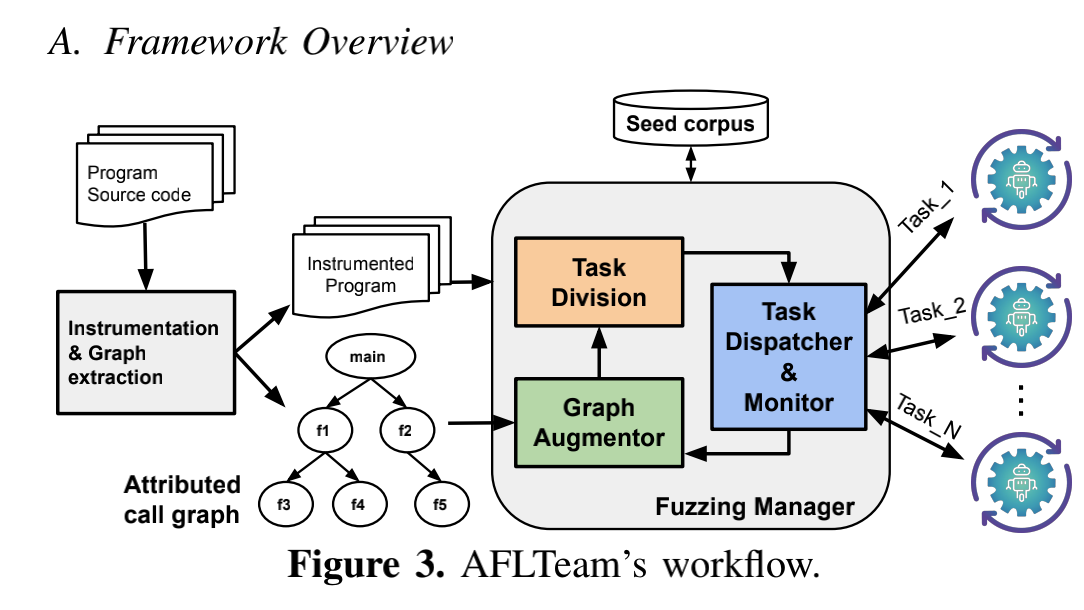 A. Framework Overview
Seed corpus
Program
Source code
Instrumented
Program
Instrumentation
& Graph
extraction
main
f1
f2
f3
f4
f5
Attributed
call graph
Task
Division
Graph
Augmentor
Task
Dispatcher
&
Monitor
Fuzzing Manager
Task_1
Task_2
Task_N
Figure 3. AFLTeam's workflow.